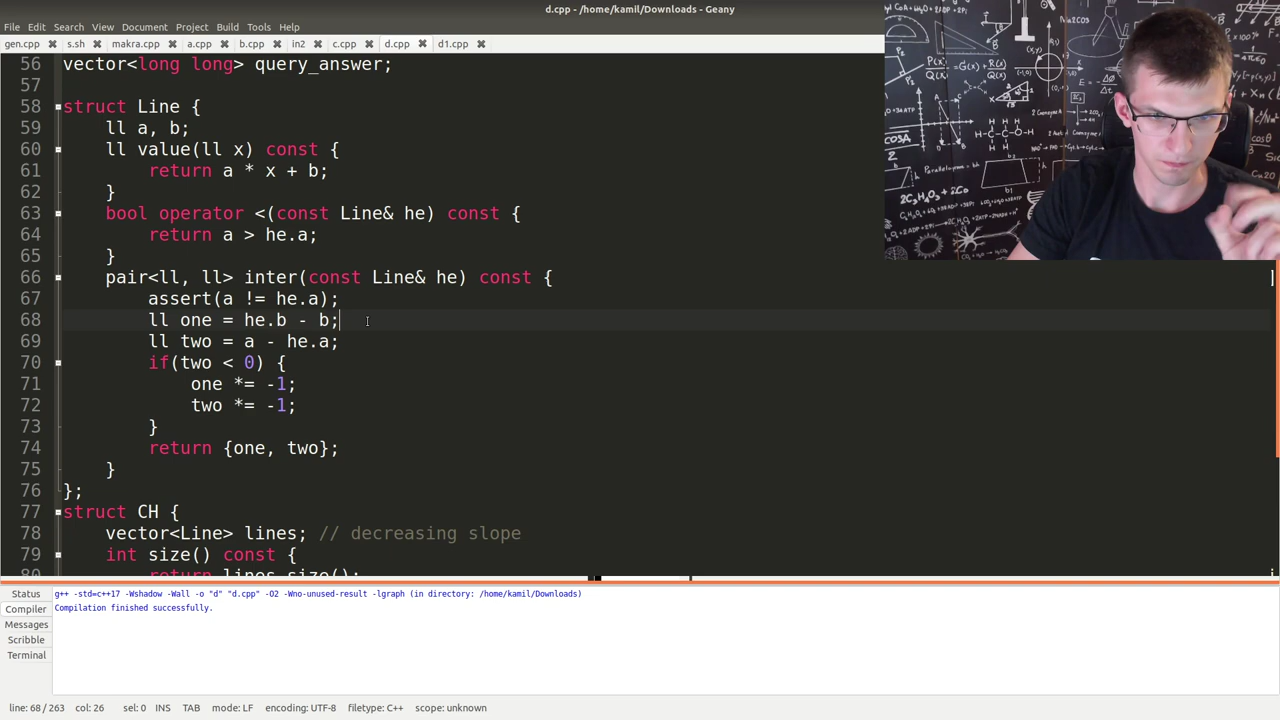 d.cpp - /home/kamil/Downloads - Geany
File Edit Search View Document Project Build Tools Help
gen.cpp s.sh makra.cpp a.cpp b.cpp in2 c.cpp d.cpp d1.cpp
56 vector<long long> query_answer;
57
58 struct Line {
59 ll a, b;
60 ll value(ll x) const {
61 return a * x + b;
62 }
63 bool operator <(const Line& he) const {
64 return a > he.a;
65 }
66 pair<ll, ll> inter(const Line& he) const {
67 assert(a != he.a);
68 ll one = he.b - b;
69 ll two = a - he.a;
70 if(two < 0) {
71 one *= -1;
72 two *= -1;
73 }
74 return {one, two};
75 }
76 };
77 struct CH {
78 vector<Line> lines; // decreasing slope
79 int size() const {
80 return lines.size();
Status
Compiler
Messages
Scribble
Terminal
g++ -std=c++17 -Wshadow -Wall -o "d" "d.cpp" -O2 -Wno-unused-result -lgraph (in directory: /home/kamil/Downloads)
Compilation finished successfully.
line: 68 / 263 col: 26 sel: 0 INS TAB mode: LF encoding: UTF-8 filetype: C++ scope: unknown